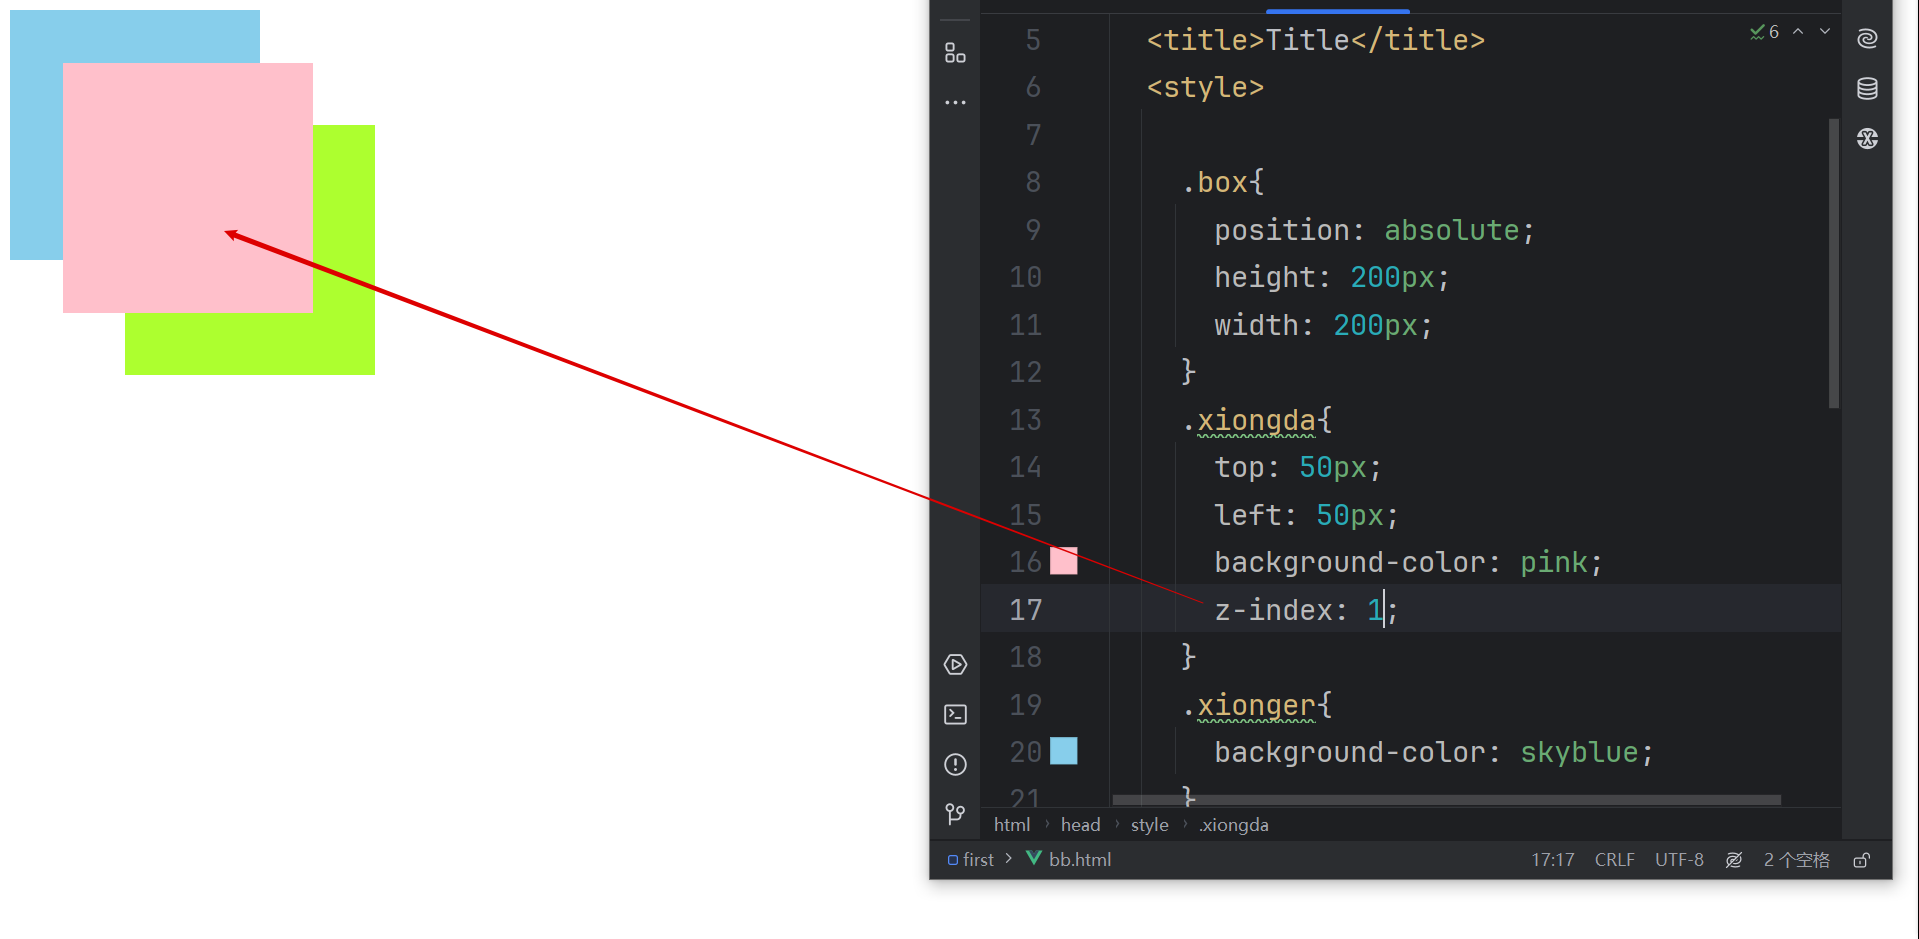 5 <title>Title</title>
6 <style>
7
8 .box{
9 position: absolute;
10 height: 200px;
11 width: 200px;
12 }
13 .xiongda{
14 top: 50px;
15 left: 50px;
16 background-color: pink;
17 z-index: 1;
18 }
19 .xionger{
20 background-color: skyblue;
21 }
6
html › head › style › .xiongda
first > bb.html 17:17 CRLF UTF-8 2 个空格